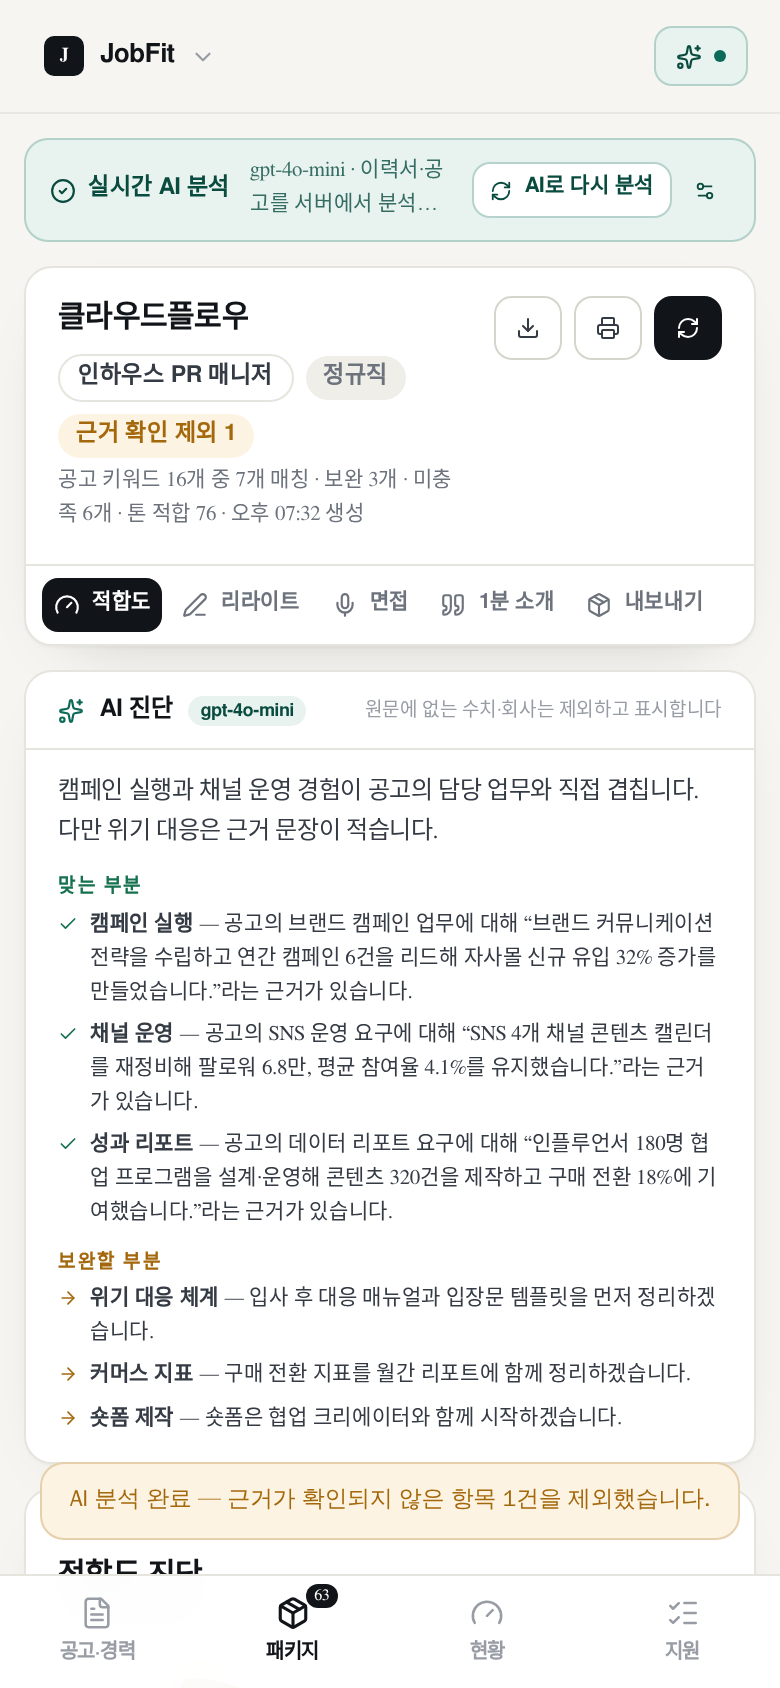 J JobFit
실시간 AI 분석
gpt-4o-mini · 이력서·공
고를 서버에서 분석…
AI로 다시 분석
클라우드플로우
인하우스 PR 매니저
정규직
근거 확인 제외 1
공고 키워드 16개 중 7개 매칭 · 보완 3개 · 미충
족 6개 · 톤 적합 76 · 오후 07:32 생성
적합도
리라이트
면접
1분 소개
내보내기
AI 진단
gpt-4o-mini
원문에 없는 수치·회사는 제외하고 표시합니다
캠페인 실행과 채널 운영 경험이 공고의 담당 업무와 직접 겹칩니다.
다만 위기 대응은 근거 문장이 적습니다.
맞는 부분
캠페인 실행 — 공고의 브랜드 캠페인 업무에 대해 “브랜드 커뮤니케이션
전략을 수립하고 연간 캠페인 6건을 리드해 자사몰 신규 유입 32% 증가를
만들었습니다.”라는 근거가 있습니다.
채널 운영 — 공고의 SNS 운영 요구에 대해 “SNS 4개 채널 콘텐츠 캘린더
를 재정비해 팔로워 6.8만, 평균 참여율 4.1%를 유지했습니다.”라는 근거
가 있습니다.
성과 리포트 — 공고의 데이터 리포트 요구에 대해 “인플루언서 180명 협
업 프로그램을 설계·운영해 콘텐츠 320건을 제작하고 구매 전환 18%에 기
여했습니다.”라는 근거가 있습니다.
보완할 부분
위기 대응 체계 — 입사 후 대응 매뉴얼과 입장문 템플릿을 먼저 정리하겠
습니다.
커머스 지표 — 구매 전환 지표를 월간 리포트에 함께 정리하겠습니다.
숏폼 제작 — 숏폼은 협업 크리에이터와 함께 시작하겠습니다.
AI 분석 완료 — 근거가 확인되지 않은 항목 1건을 제외했습니다.
적합도 진단
63
공고·경력
패키지
현황
지원